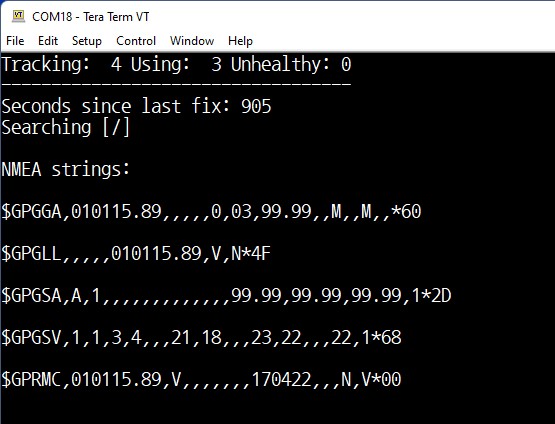 COM18 - Tera Term VT
File Edit Setup Control Window Help
Tracking:  4 Using:  3 Unhealthy: 0
-----------------------------------
Seconds since last fix: 905
Searching [/]
NMEA strings:
$GPGGA,010115.89,,,,,0,03,99.99,,M,,M,,*60
$GPGLL,,,,,010115.89,V,N*4F
$GPGSA,A,1,,,,,,,,,,,,,99.99,99.99,99.99,1*2D
$GPGSV,1,1,3,4,,,21,18,,,23,22,,,22,1*68
$GPRMC,010115.89,V,,,,,,,170422,,,N,V*00